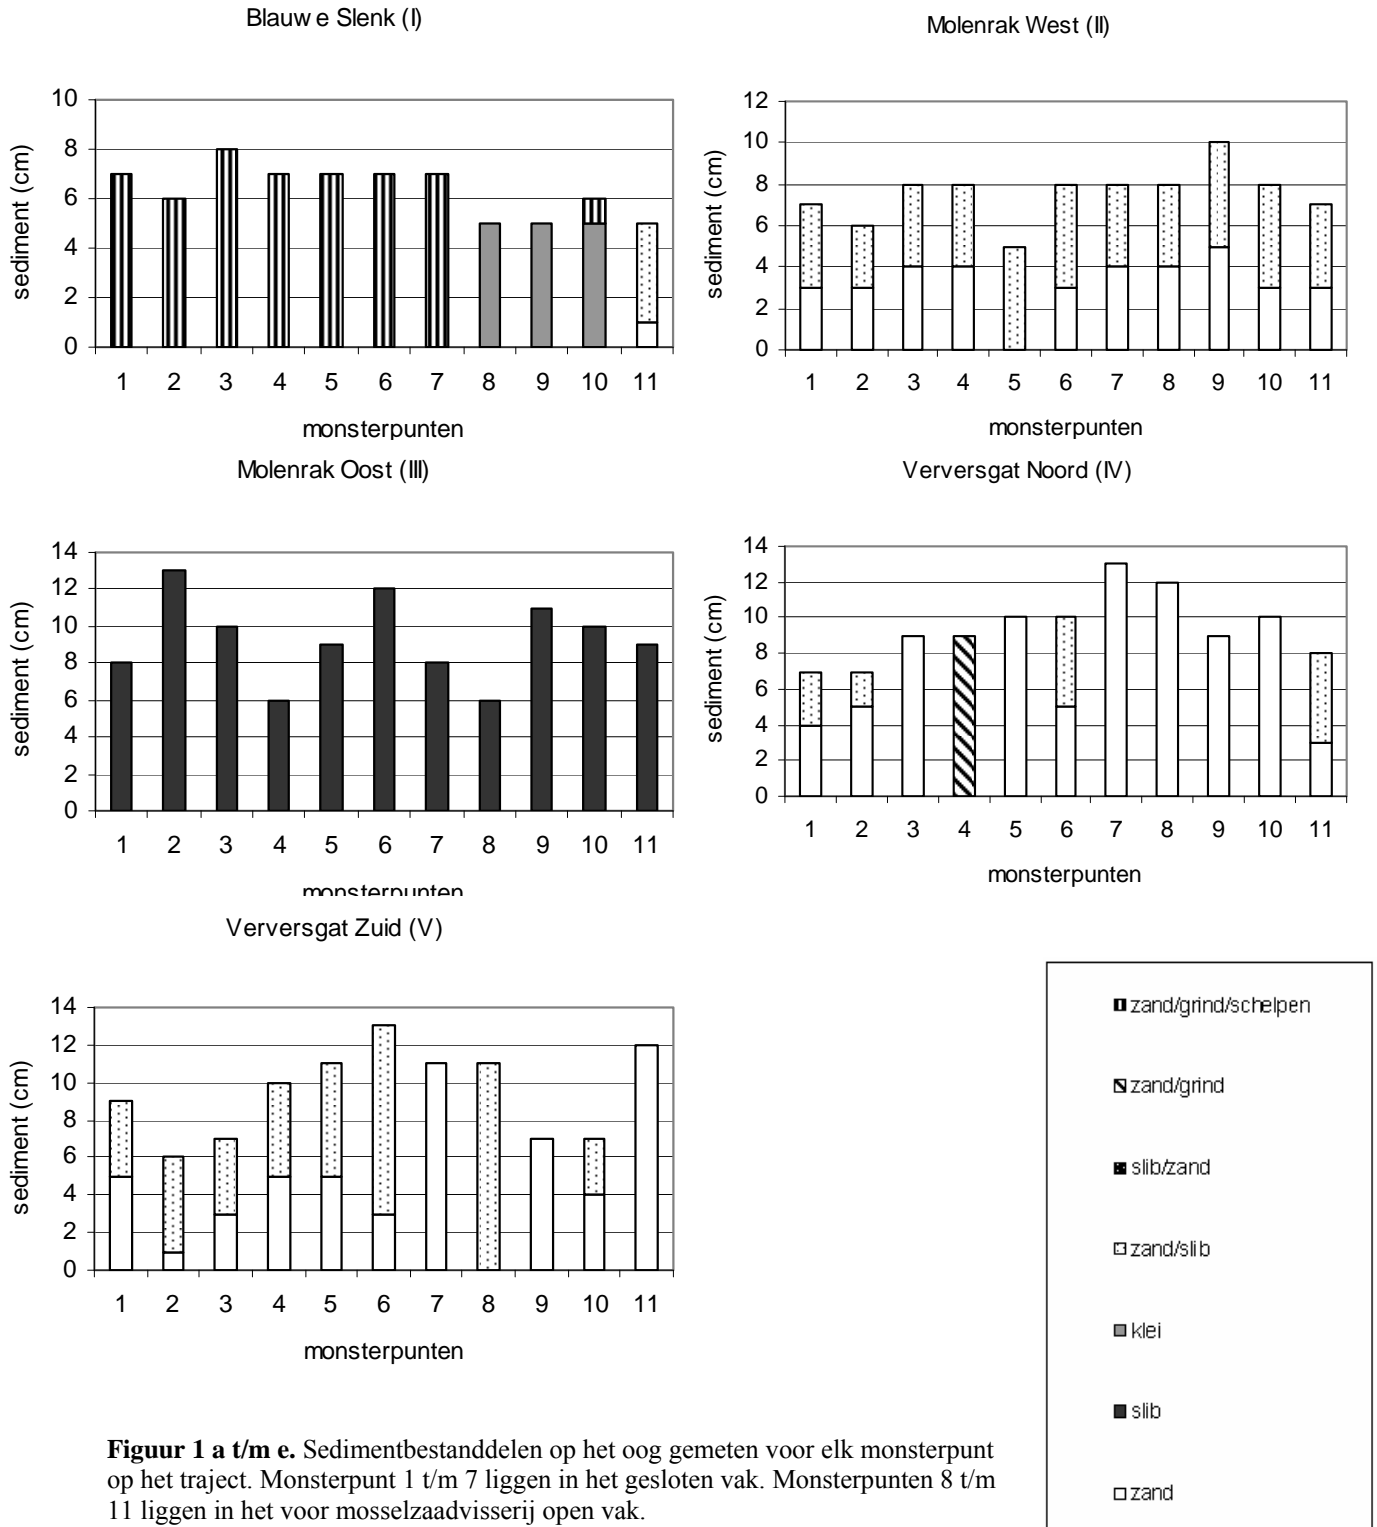 Blauwe Slenk (I)
10
8
6
4
2
0
sediment (cm)
1 2 3 4 5 6 7 8 9 10 11
monsterpunten
Molenrak West (II)
12
10
8
6
4
2
0
sediment (cm)
1 2 3 4 5 6 7 8 9 10 11
monsterpunten
Molenrak Oost (III)
14
12
10
8
6
4
2
0
sediment (cm)
1 2 3 4 5 6 7 8 9 10 11
monsterpunten
Ververs gat Noord (IV)
14
12
10
8
6
4
2
0
sediment (cm)
1 2 3 4 5 6 7 8 9 10 11
monsterpunten
Ververs gat Zuid (V)
14
12
10
8
6
4
2
0
sediment (cm)
1 2 3 4 5 6 7 8 9 10 11
monsterpunten
zand/grind/schelpen
zand/grind
slib/zand
zand/slib
klei
slib
zand
Figuur 1 a t/m e. Sedimentbestanddelen op het oog gemeten voor elk monsterpunt
op het traject. Monsterpunt 1 t/m 7 liggen in het gesloten vak. Monsterpunten 8 t/m
11 liggen in het voor mosselzaadvisserij open vak.